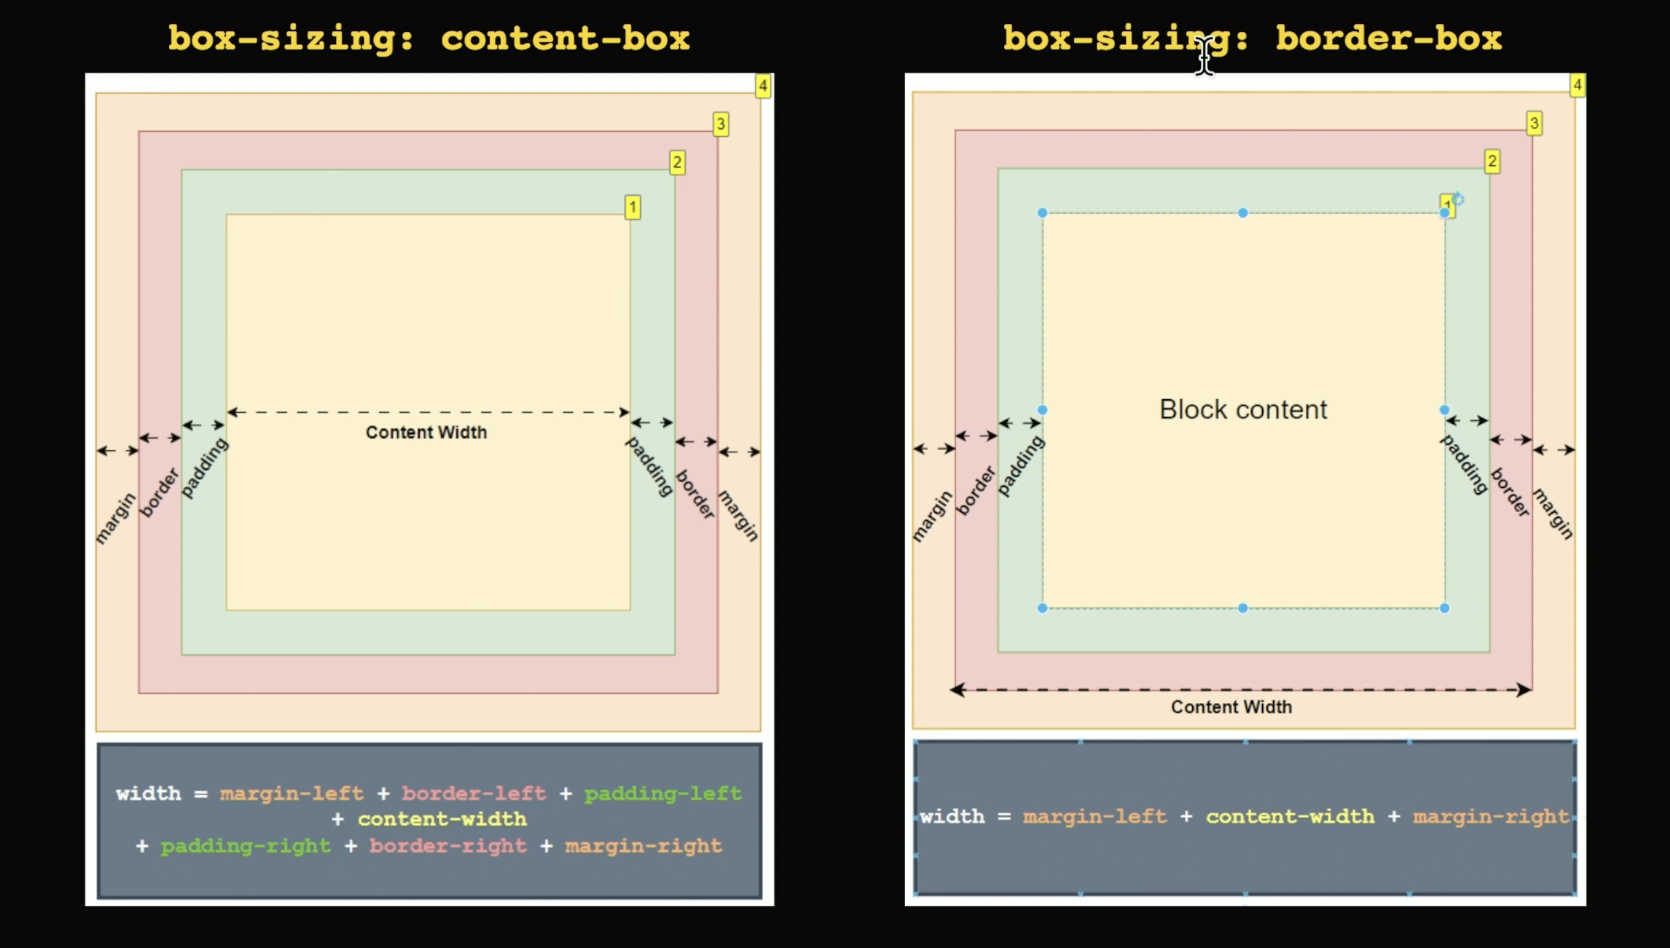 box-sizing: content-box
4
3
2
1
Content Width
margin
border
padding
padding
border
margin
width = margin-left + border-left + padding-left
+ content-width
+ padding-right + border-right + margin-right
box-sizing: border-box
4
3
2
1
Block content
margin
border
padding
padding
border
margin
Content Width
width = margin-left + content-width + margin-right